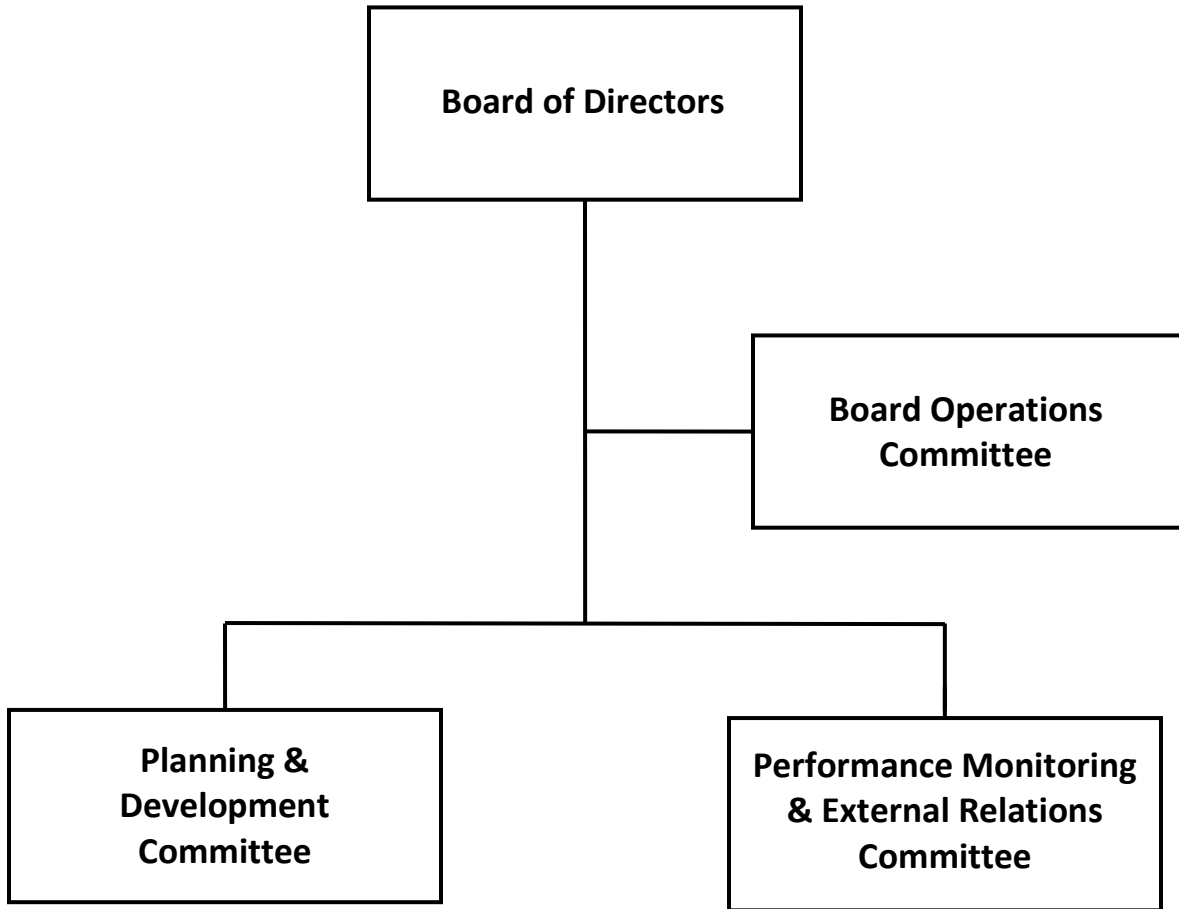 Board of Directors
Board Operations
Committee
Planning &
Development
Committee
Performance Monitoring
& External Relations
Committee